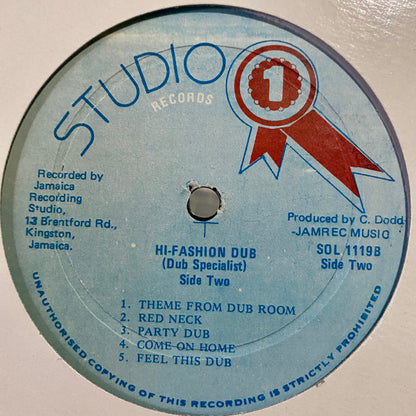 STUDIO
1
RECORDS
Recorded by
Jamaica
Recording
Studio,
13 Brentford Rd.,
Kingston,
Jamaica.
Produced by C. Dodd
-JAMREC MUSIC
SOL 1119B
Side Two
HI-FASHION DUB
(Dub Specialist)
Side Two
1. THEME FROM DUB ROOM
2. RED NECK
3. PARTY DUB
4. COME ON HOME
5. FEEL THIS DUB
UNAUTHORISED COPYING OF THIS RECORDING IS STRICTLY PROHIBITED